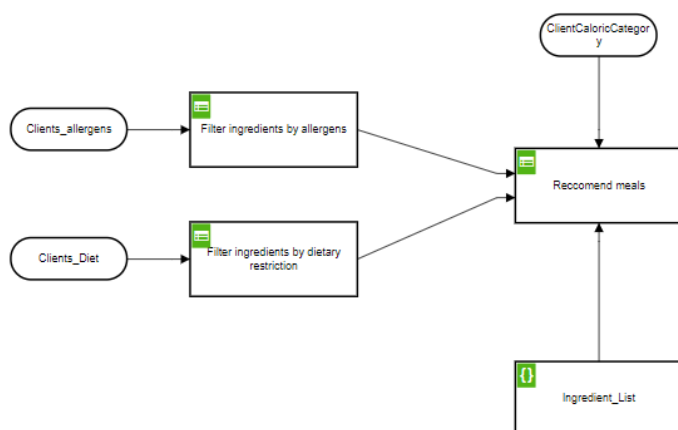 ClientCaloricCategor
y
Clients_allergens
Filter ingredients by allergens
Reccomend meals
Clients_Diet
Filter ingredients by dietary
restriction
{}
Ingredient_List